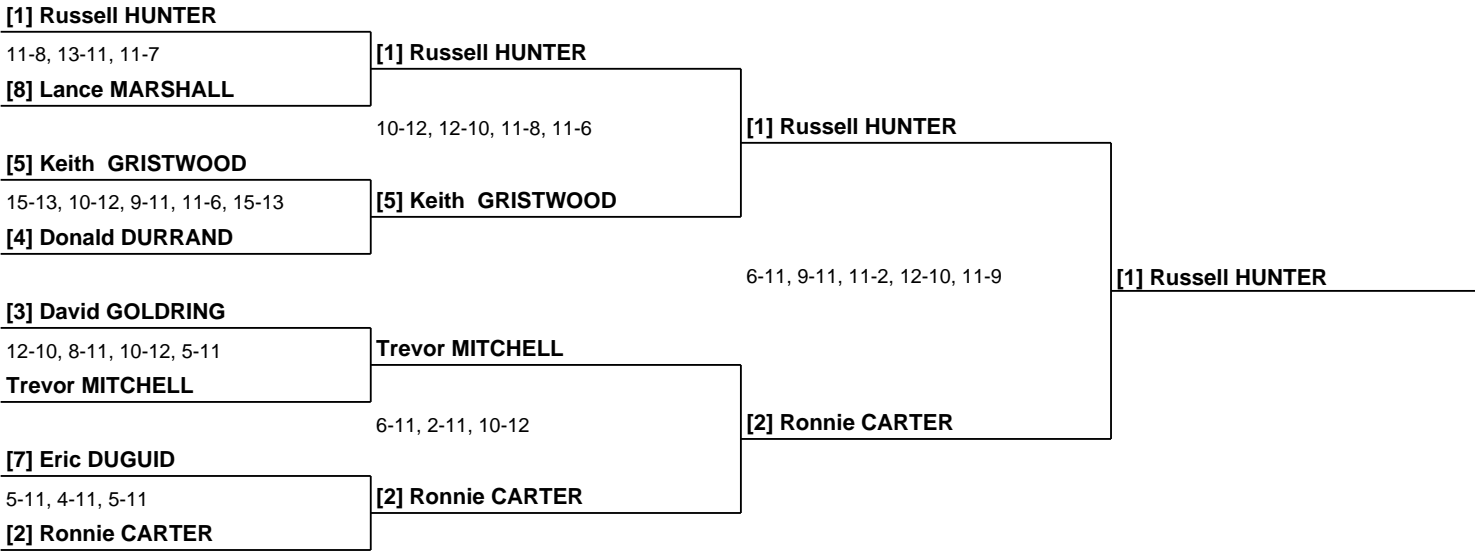 [1] Russell HUNTER
11-8, 13-11, 11-7
[8] Lance MARSHALL
[5] Keith  GRISTWOOD
15-13, 10-12, 9-11, 11-6, 15-13
[4] Donald DURRAND
[3] David GOLDRING
12-10, 8-11, 10-12, 5-11
Trevor MITCHELL
[7] Eric DUGUID
5-11, 4-11, 5-11
[2] Ronnie CARTER
[1] Russell HUNTER
10-12, 12-10, 11-8, 11-6
[5] Keith  GRISTWOOD
Trevor MITCHELL
6-11, 2-11, 10-12
[2] Ronnie CARTER
[1] Russell HUNTER
6-11, 9-11, 11-2, 12-10, 11-9
[2] Ronnie CARTER
[1] Russell HUNTER